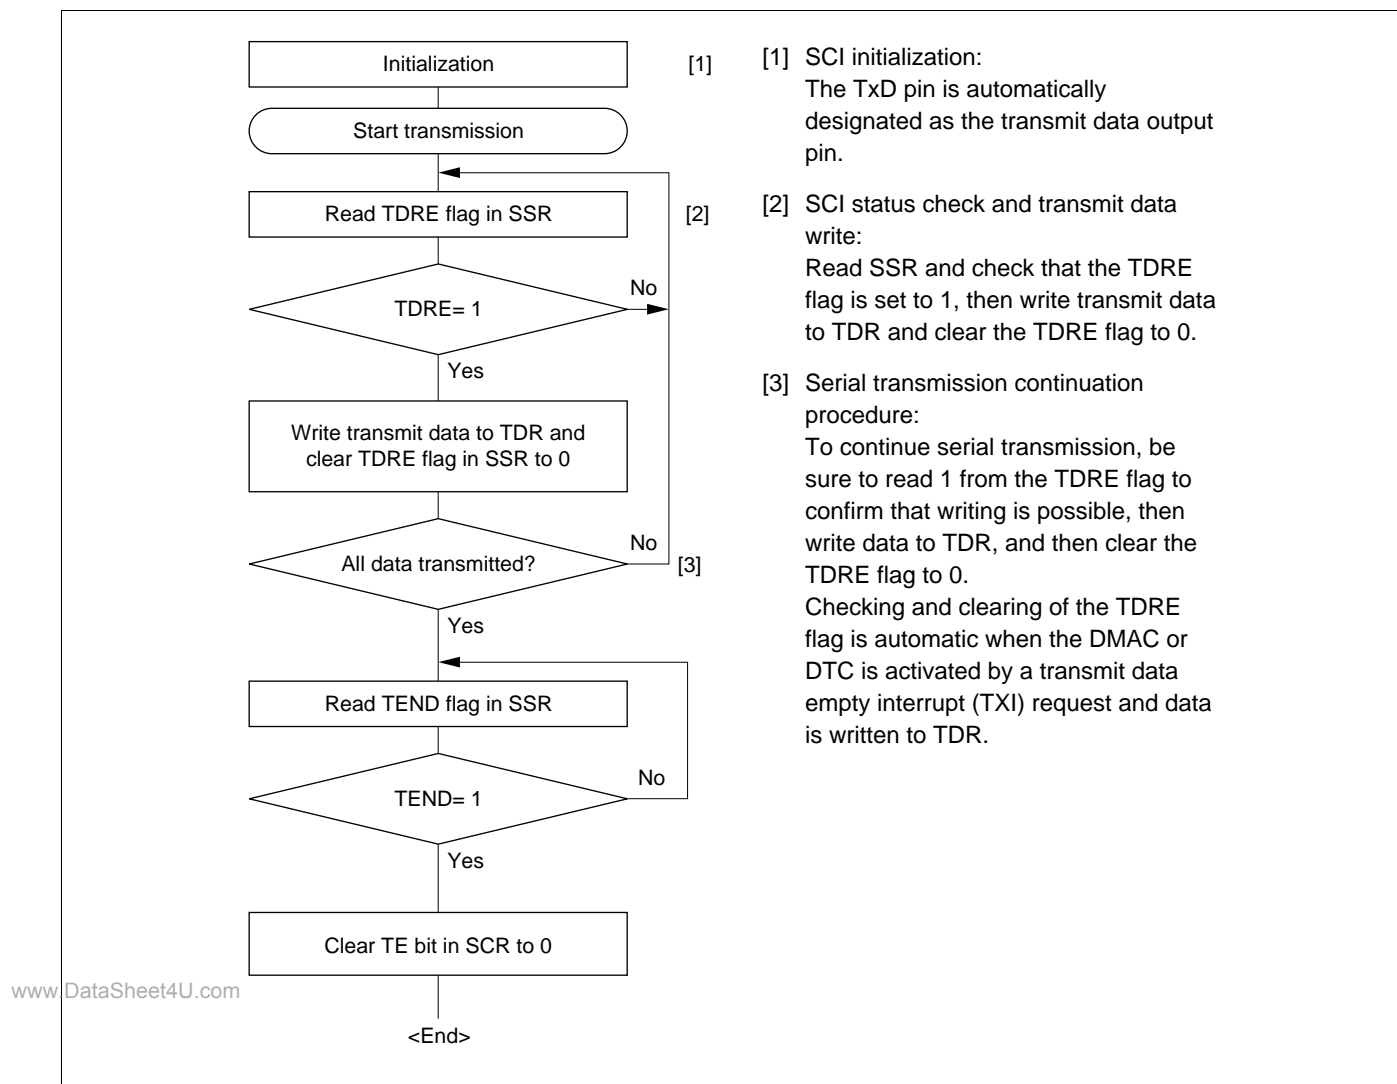 Initialization
[1]
Start transmission
Read TDRE flag in SSR
[2]
TDRE= 1
No
Yes
Write transmit data to TDR and
clear TDRE flag in SSR to 0
All data transmitted?
No
[3]
Yes
Read TEND flag in SSR
TEND= 1
No
Yes
Clear TE bit in SCR to 0
<End>
[1] SCI initialization:
The TxD pin is automatically
designated as the transmit data output
pin.
[2] SCI status check and transmit data
write:
Read SSR and check that the TDRE
flag is set to 1, then write transmit data
to TDR and clear the TDRE flag to 0.
[3] Serial transmission continuation
procedure:
To continue serial transmission, be
sure to read 1 from the TDRE flag to
confirm that writing is possible, then
write data to TDR, and then clear the
TDRE flag to 0.
Checking and clearing of the TDRE
flag is automatic when the DMAC or
DTC is activated by a transmit data
empty interrupt (TXI) request and data
is written to TDR.
www.DataSheet4U.com